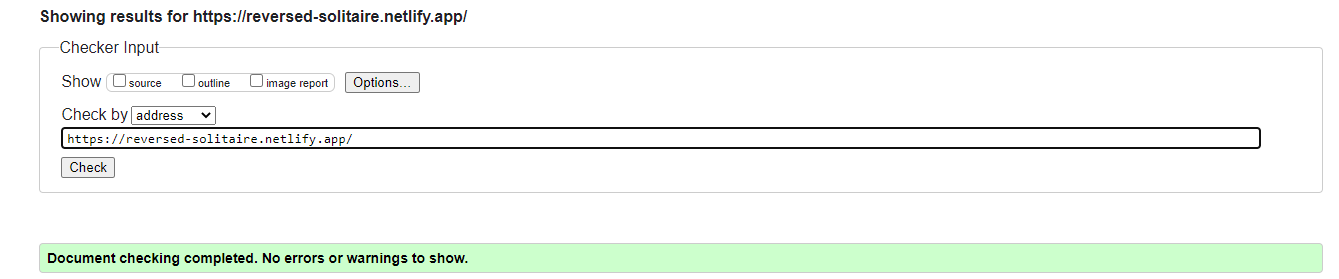 Showing results for https://reversed-solitaire.netlify.app/
Checker Input
Show source outline image report Options...
Check by address
https://reversed-solitaire.netlify.app/
Check
Document checking completed. No errors or warnings to show.